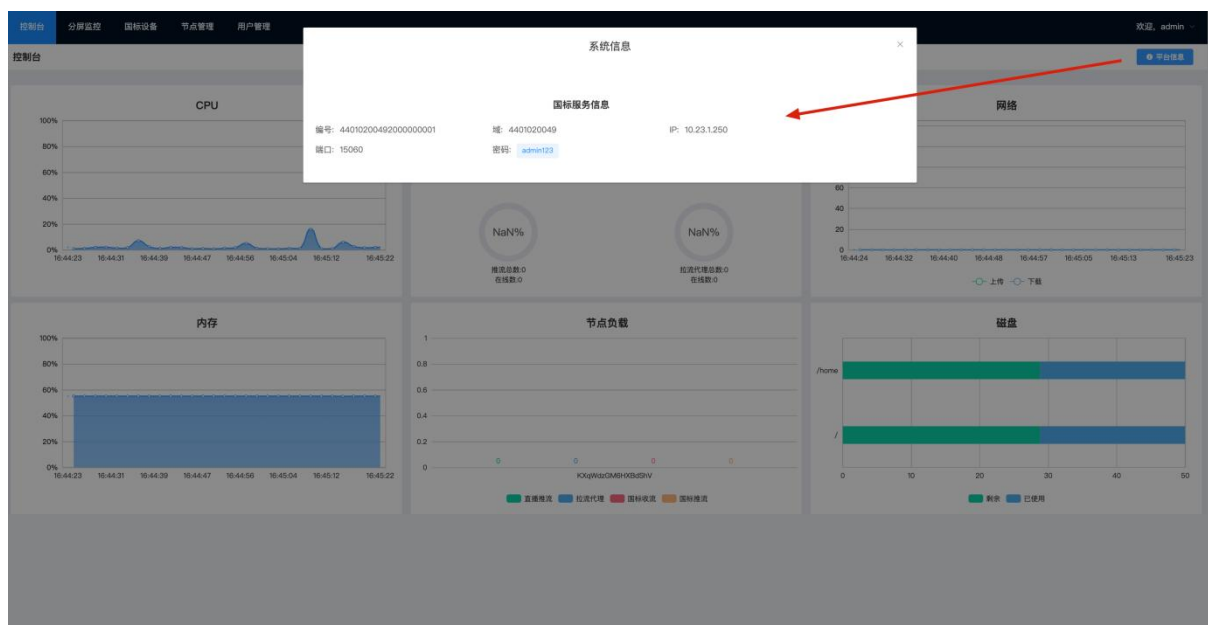 控制台 分屏监控 国标设备 节点管理 用户管理 欢迎, admin
控制台 平台信息
系统信息 ×
国标服务信息
编号: 44010200492000000001 域: 4401020049 IP: 10.23.1.250
端口: 15060 密码: admin123
CPU
100%
80%
60%
40%
20%
0%
16:44:23 16:44:31 16:44:39 16:44:47 16:44:56 16:45:04 16:45:12 16:45:22
NaN% NaN%
推流总数:0 拉流代理总数:0
在线数:0 在线数:0
网络
60
40
20
0
16:44:24 16:44:32 16:44:40 16:44:48 16:44:57 16:45:05 16:45:13 16:45:23
上传 下载
内存
100%
80%
60%
40%
20%
0%
16:44:23 16:44:31 16:44:39 16:44:47 16:44:56 16:45:04 16:45:12 16:45:22
节点负载
1
0.8
0.6
0.4
0.2
0
0 0 0 0
直播推流 拉流代理 国标收流 国标推流
磁盘
/home
/
0 10 20 30 40 50
剩余 已使用